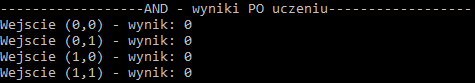 ------------------AND - wyniki PO uczeniu------------------
Wejscie (0,0) - wynik: 0
Wejscie (0,1) - wynik: 0
Wejscie (1,0) - wynik: 0
Wejscie (1,1) - wynik: 0